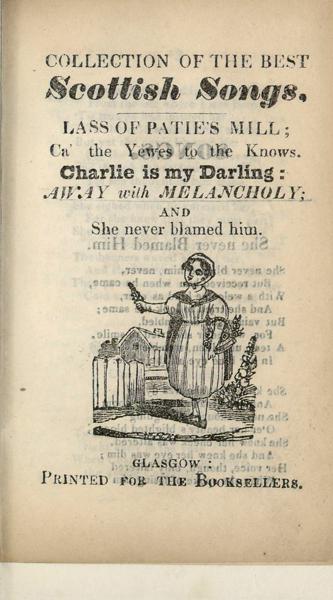 COLLECTION OF THE BEST
Scottish Songs.
LASS OF PATIE'S MILL;
Ca' the Yewes to the Knows.
Charlie is my Darling:
AWAY with MELANCHOLY;
AND
She never blamed him.
GLASGOW:
PRINTED FOR THE BOOKSELLERS.